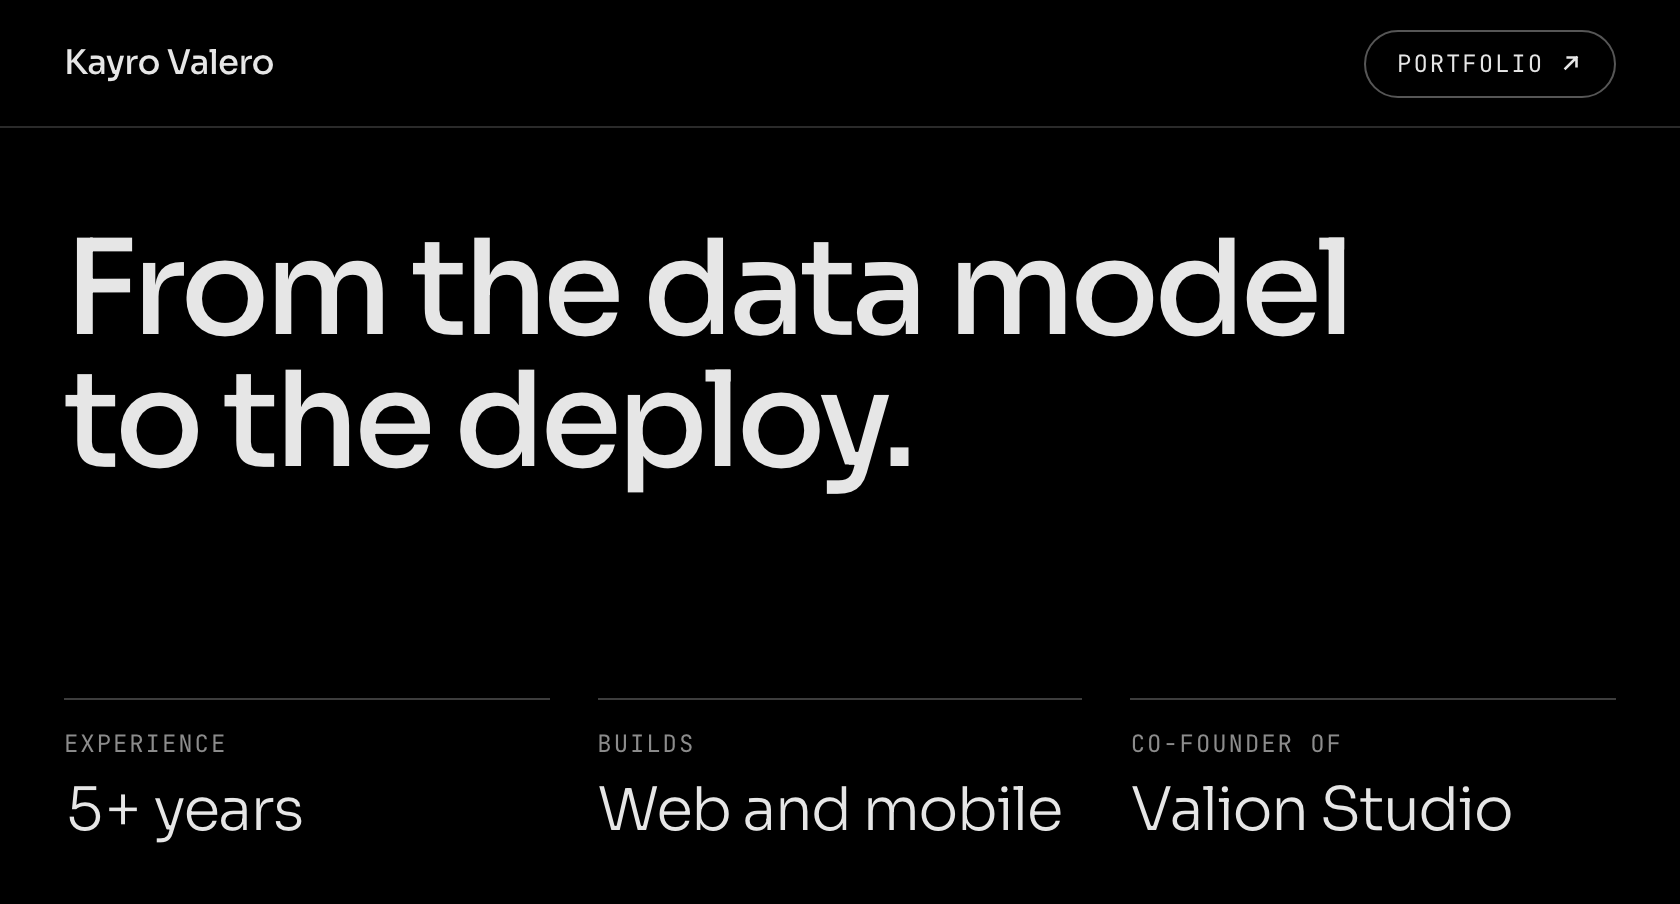 Kayro Valero
PORTFOLIO ↗
From the data model
to the deploy.
EXPERIENCE
5+ years
BUILDS
Web and mobile
CO-FOUNDER OF
Valion Studio